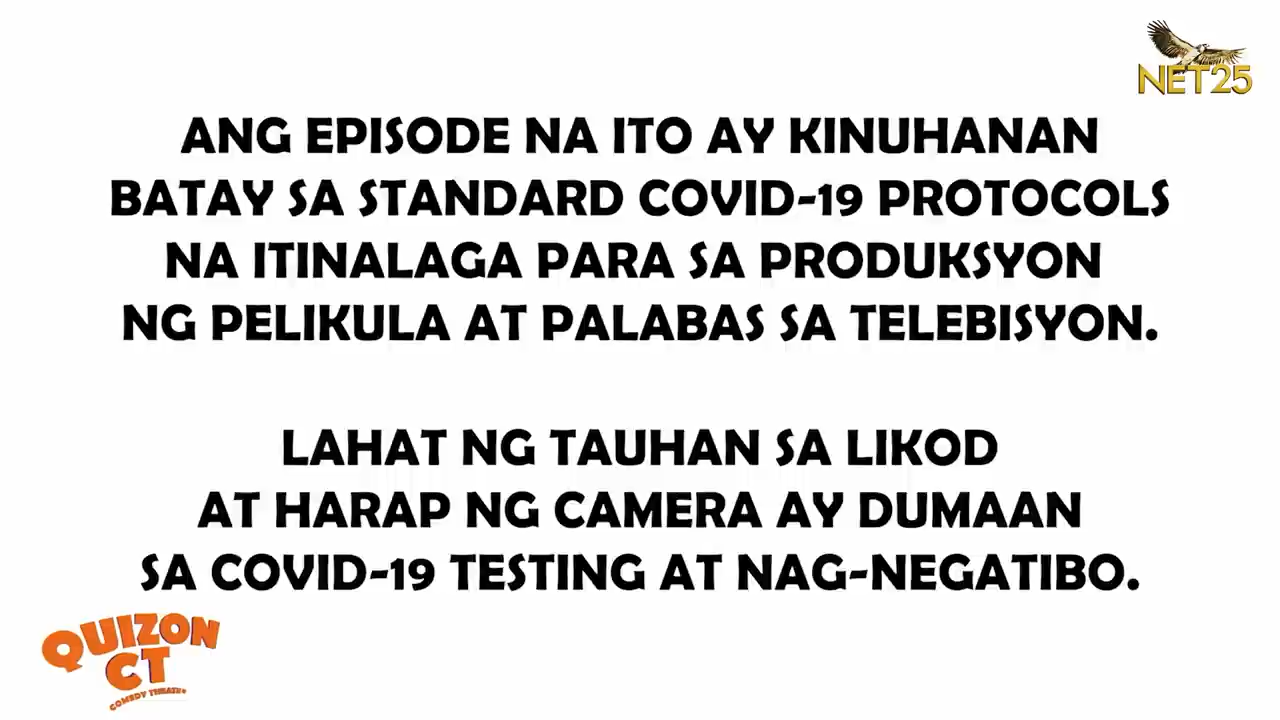 NET25
ANG EPISODE NA ITO AY KINUHANAN
BATAY SA STANDARD COVID-19 PROTOCOLS
NA ITINALAGA PARA SA PRODUKSYON
NG PELIKULA AT PALABAS SA TELEBISYON.
LAHAT NG TAUHAN SA LIKOD
AT HARAP NG CAMERA AY DUMAAN
SA COVID-19 TESTING AT NAG-NEGATIBO.
QUIZON
CT
COMEDY THEATER